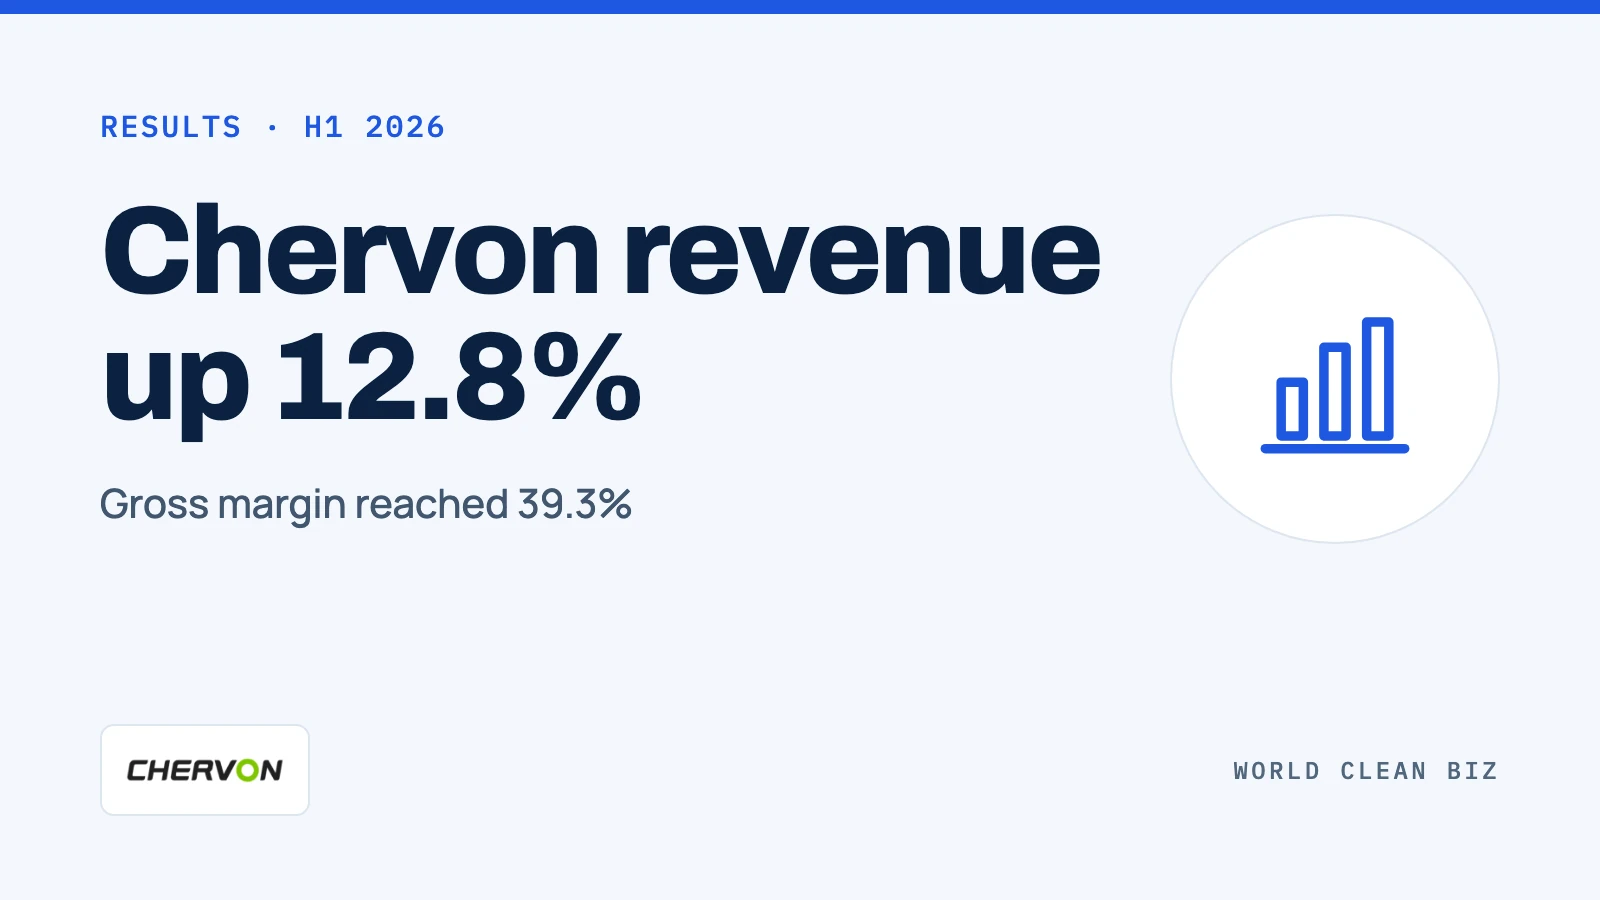 RESULTS · H1 2026
Chervon revenue
up 12.8%
Gross margin reached 39.3%
CHERVON
WORLD CLEAN BIZ